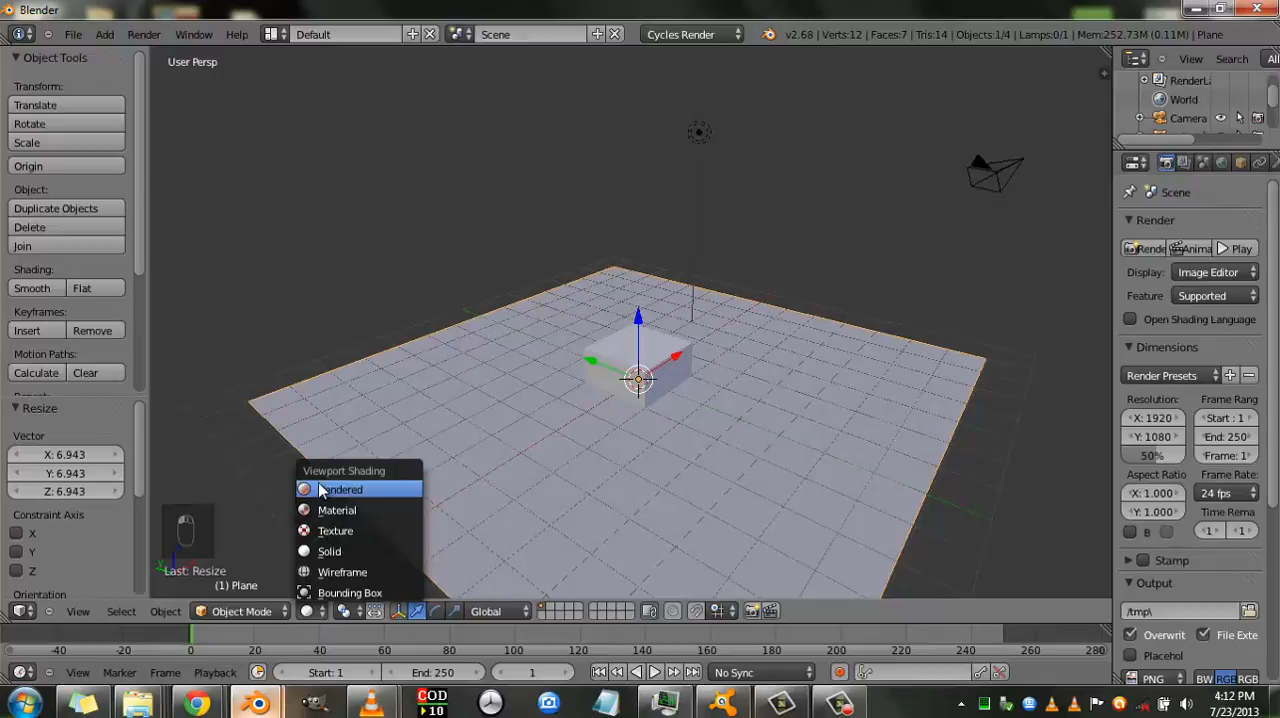 Blender
File Add Render Window Help Default Scene Cycles Render v2.68 | Verts:12 | Faces:7 | Tris:14 | Objects:1/4 | Lamps:0/1 | Mem:252.73M (0.11M) | Plane
Object Tools
Transform:
Translate
Rotate
Scale
Origin
Object:
Duplicate Objects
Delete
Join
Shading:
Smooth Flat
Keyframes:
Insert Remove
Motion Paths:
Calculate Clear
Resize
Vector
X: 6.943
Y: 6.943
Z: 6.943
Constraint Axis
X
Y
Z
Orientation
User Persp
Viewport Shading
Rendered
Material
Texture
Solid
Wireframe
Bounding Box
Last: Resize
(1) Plane
View Select Object Object Mode Global
View Search All
RenderLa
World
Camera
Scene
Render
Rende Anima Play
Display: Image Editor
Feature Supported
Open Shading Language
Dimensions
Render Presets
Resolution: Frame Rang
X: 1920 Start: 1
Y: 1080 End: 250
50% Frame: 1
Aspect Ratio Frame Rate:
X: 1.000 24 fps
Y: 1.000 Time Rema
B 1 1
Stamp
Output
/tmp\
Overwrit File Exte
Placehol
PNG BW RGB RGB
-40 -20 0 20 40 60 80 100 120 140 160 180 200 220 240 260 280
View Marker Frame Playback Start: 1 End: 250 1 No Sync
COD
10
4:12 PM
7/23/2013